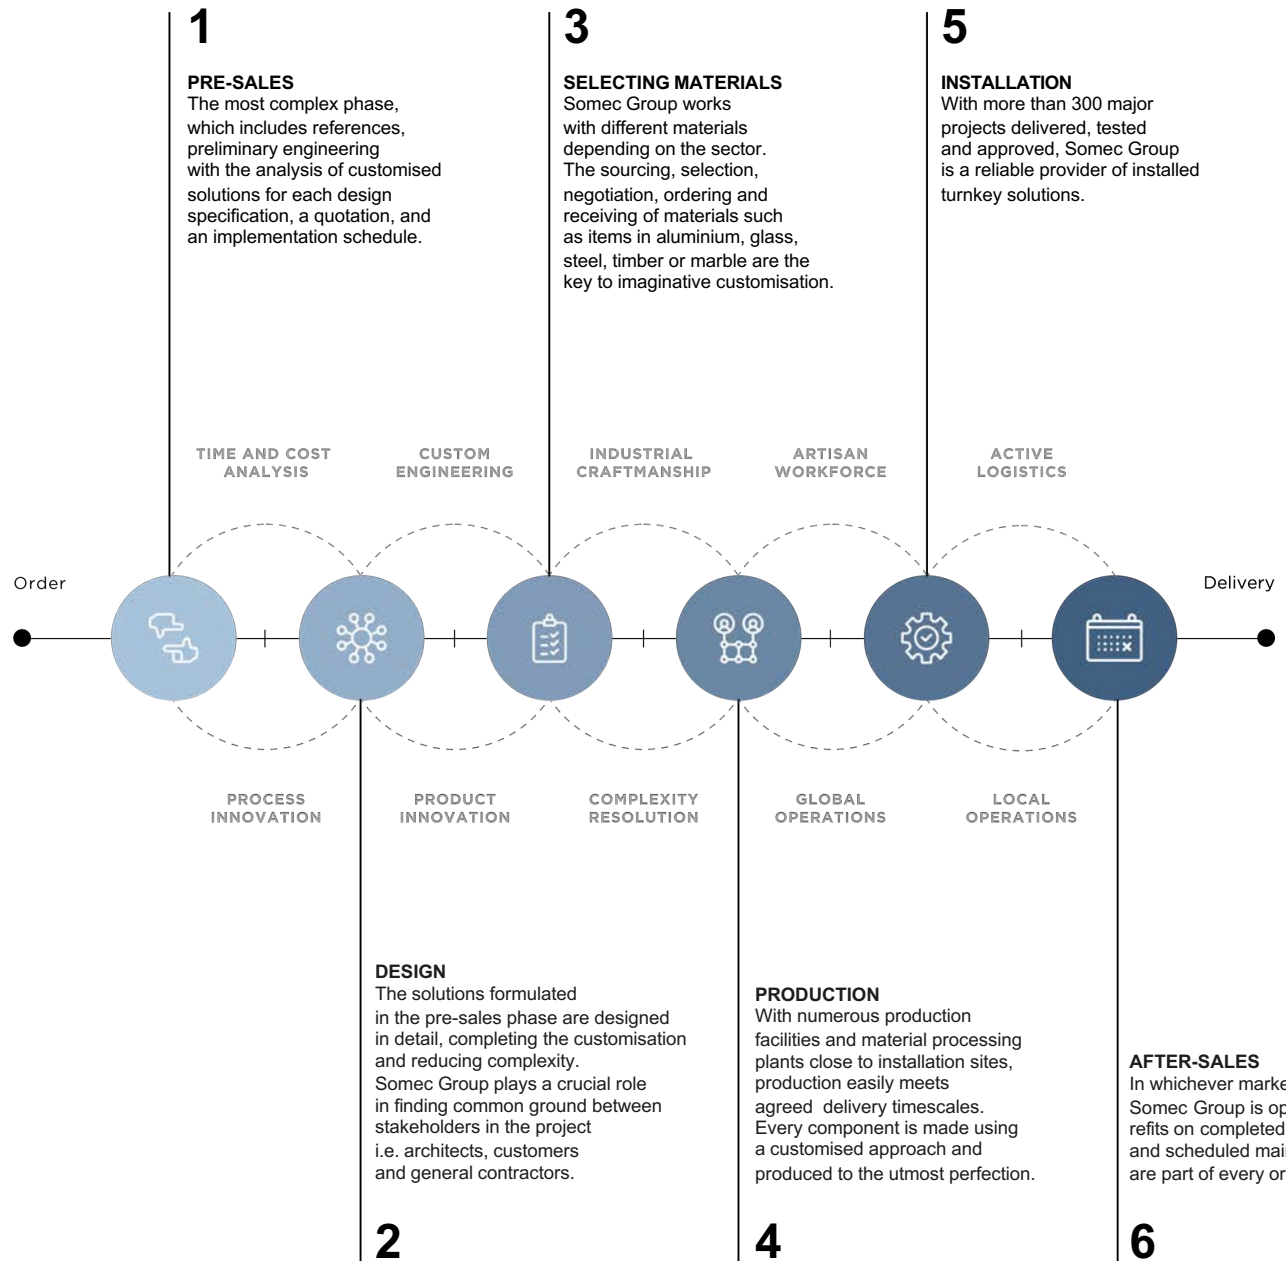 1
PRE-SALES
The most complex phase,
which includes references,
preliminary engineering
with the analysis of customised
solutions for each design
specification, a quotation, and
an implementation schedule.
3
SELECTING MATERIALS
Somec Group works
with different materials
depending on the sector.
The sourcing, selection,
negotiation, ordering and
receiving of materials such
as items in aluminium, glass,
steel, timber or marble are the
key to imaginative customisation.
5
INSTALLATION
With more than 300 major
projects delivered, tested
and approved, Somec Group
is a reliable provider of installed
turnkey solutions.
TIME AND COST
ANALYSIS
CUSTOM
ENGINEERING
INDUSTRIAL
CRAFTMANSHIP
ARTISAN
WORKFORCE
ACTIVE
LOGISTICS
Order
Delivery
PROCESS
INNOVATION
PRODUCT
INNOVATION
COMPLEXITY
RESOLUTION
GLOBAL
OPERATIONS
LOCAL
OPERATIONS
DESIGN
The solutions formulated
in the pre-sales phase are designed
in detail, completing the customisation
and reducing complexity.
Somec Group plays a crucial role
in finding common ground between
stakeholders in the project
i.e. architects, customers
and general contractors.
2
PRODUCTION
With numerous production
facilities and material processing
plants close to installation sites,
production easily meets
agreed delivery timescales.
Every component is made using
a customised approach and
produced to the utmost perfection.
4
AFTER-SALES
In whichever
Somec Group is
refits on completed
and scheduled
are part of every
6